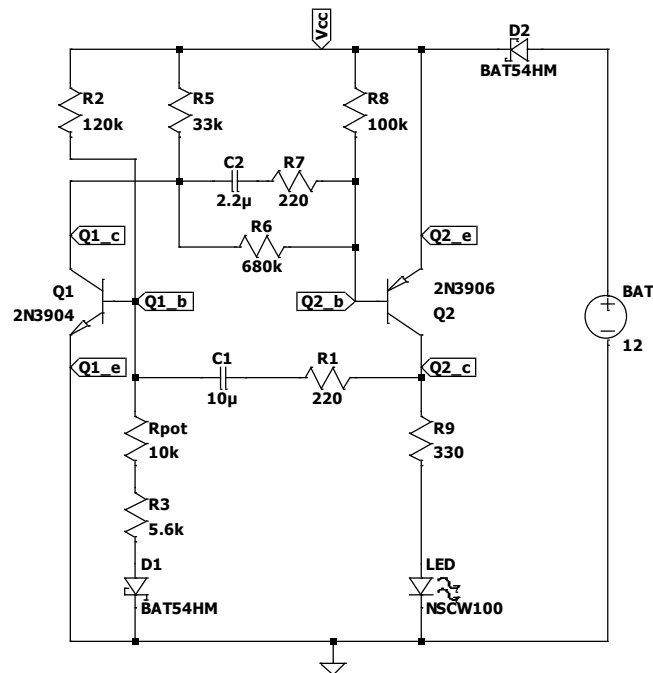 Vcc
D2
BAT54HM
R2
120k
R5
33k
R8
100k
C2
2.2µ
R7
220
R6
680k
Q1_c
Q2_e
Q1
2N3904
Q1_b
Q2_b
2N3906
Q2
BAT
12
Q1_e
C1
10µ
R1
220
Q2_c
Rpot
10k
R9
330
R3
5.6k
D1
BAT54HM
LED
NSCW100